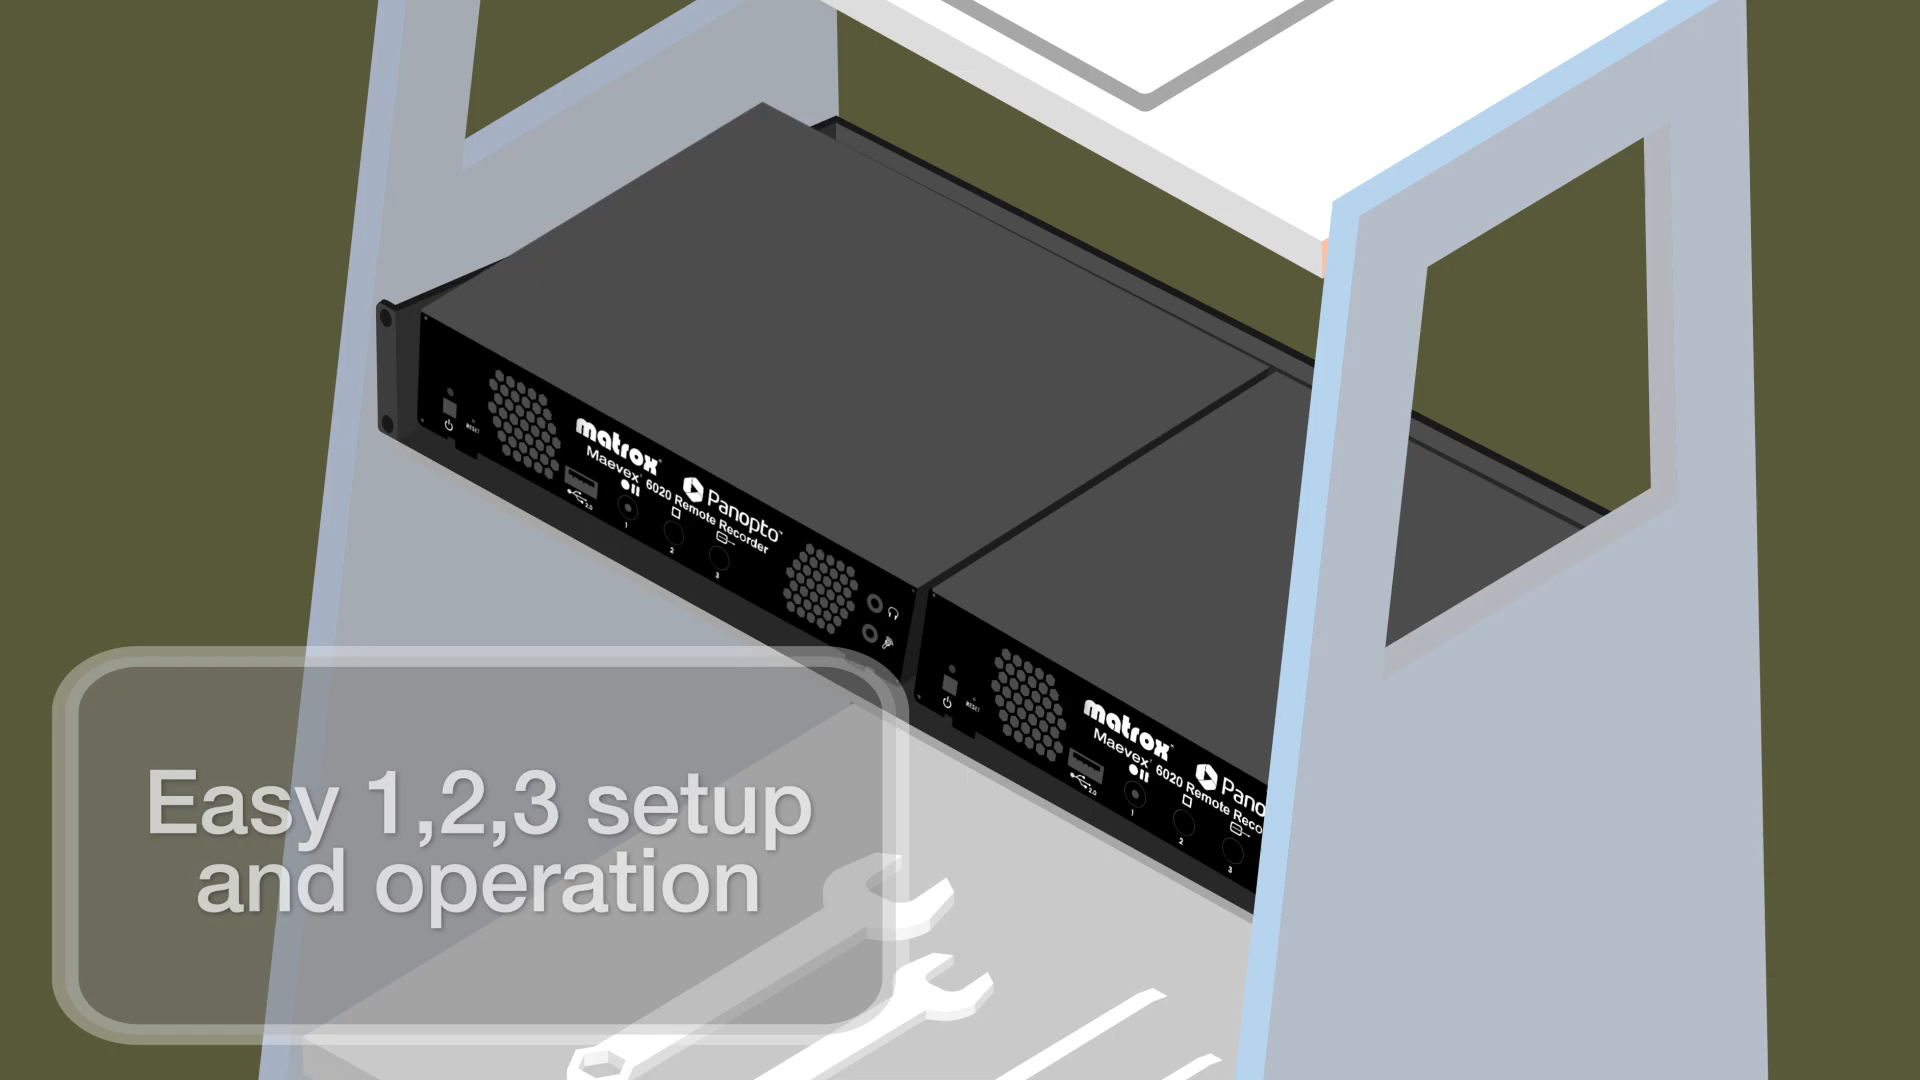 RESET
matrox
Maevex 6020 Remote Recorder
Panopto™
2.0
1
2
3
RESET
matrox
Maevex 6020 Remote Reco
Pano
2.0
1
2
3
Easy 1,2,3 setup
and operation